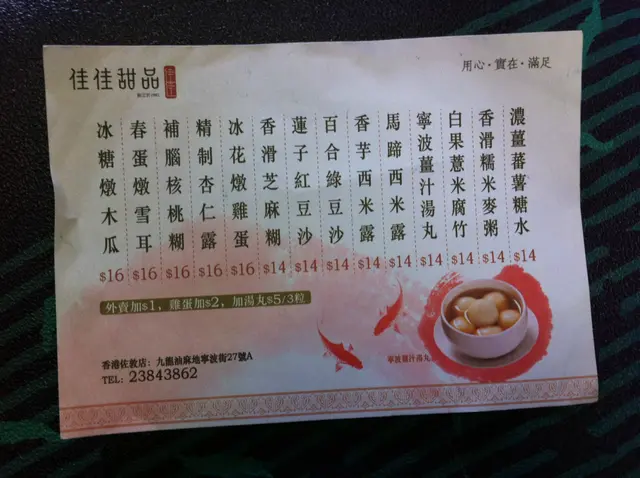 佳佳甜品
用心·實在·滿足
濃薑蕃薯糖水 $14
香滑糯米麥粥 $14
白果薏米腐竹 $14
寧波薑汁湯丸 $14
馬蹄西米露 $14
香芋西米露 $14
百合綠豆沙 $14
蓮子紅豆沙 $14
香滑芝麻糊 $14
冰花燉雞蛋 $16
精制杏仁露 $16
補腦核桃糊 $16
春蛋燉雪耳 $16
冰糖燉木瓜 $16
外賣加$1，雞蛋加$2，加湯丸$5/3粒
寧波薑汁湯丸
香港佐敦店：九龍油麻地寧波街27號A
TEL: 23843862